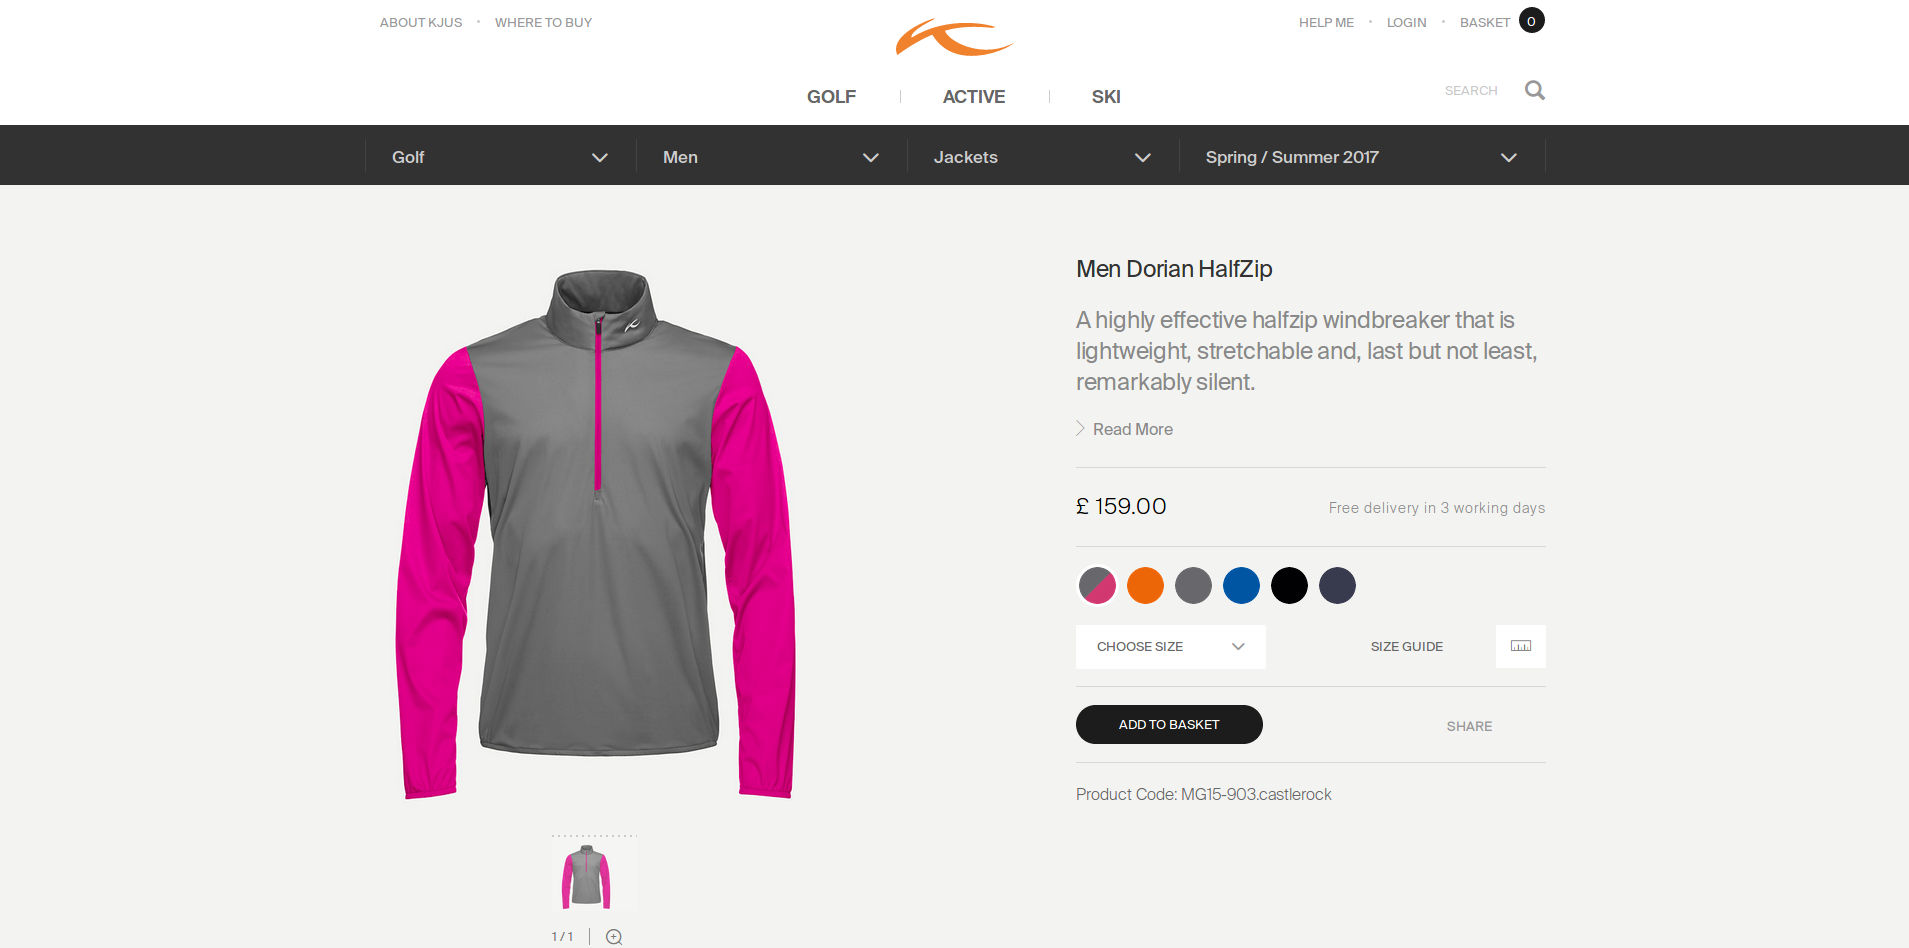 ABOUT KJUS
WHERE TO BUY
HELP ME
LOGIN
BASKET 0
GOLF
ACTIVE
SKI
SEARCH
Golf
Men
Jackets
Spring / Summer 2017
Men Dorian HalfZip
A highly effective halfzip windbreaker that is
lightweight, stretchable and, last but not least,
remarkably silent.
Read More
£ 159.00
Free delivery in 3 working days
CHOOSE SIZE
SIZE GUIDE
ADD TO BASKET
SHARE
Product Code: MG15-903.castlerock
1 / 1